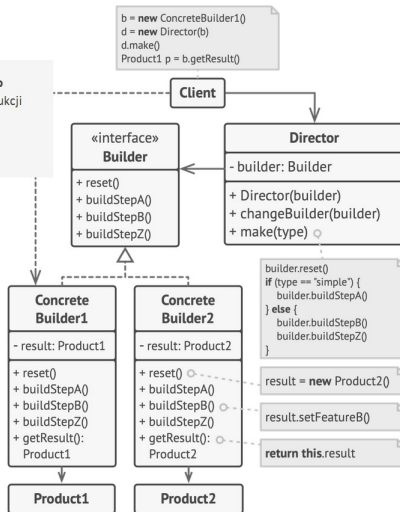 b = new ConcreteBuilder1()
d = new Director(b)
d.make()
Product1 p = b.getResult()
Client
ukcji
«interface»
Builder
+ reset()
+ buildStepA()
+ buildStepB()
+ buildStepZ()
Director
- builder: Builder
+ Director(builder)
+ changeBuilder(builder)
+ make(type)
builder.reset()
if (type == "simple") {
builder.buildStepA()
} else {
builder.buildStepB()
builder.buildStepZ()
}
Concrete
Builder1
- result: Product1
+ reset()
+ buildStepA()
+ buildStepB()
+ buildStepZ()
+ getResult():
Product1
Concrete
Builder2
- result: Product2
+ reset()
+ buildStepA()
+ buildStepB()
+ buildStepZ()
+ getResult():
Product2
result = new Product2()
result.setFeatureB()
return this.result
Product1
Product2